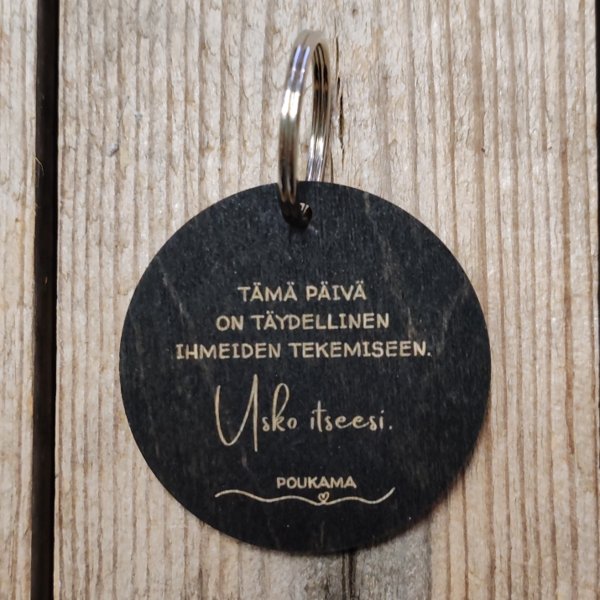 TÄMÄ PÄIVÄ
ON TÄYDELLINEN
IHMEIDEN TEKEMISEEN.
Usko itseesi.
POUKAMA